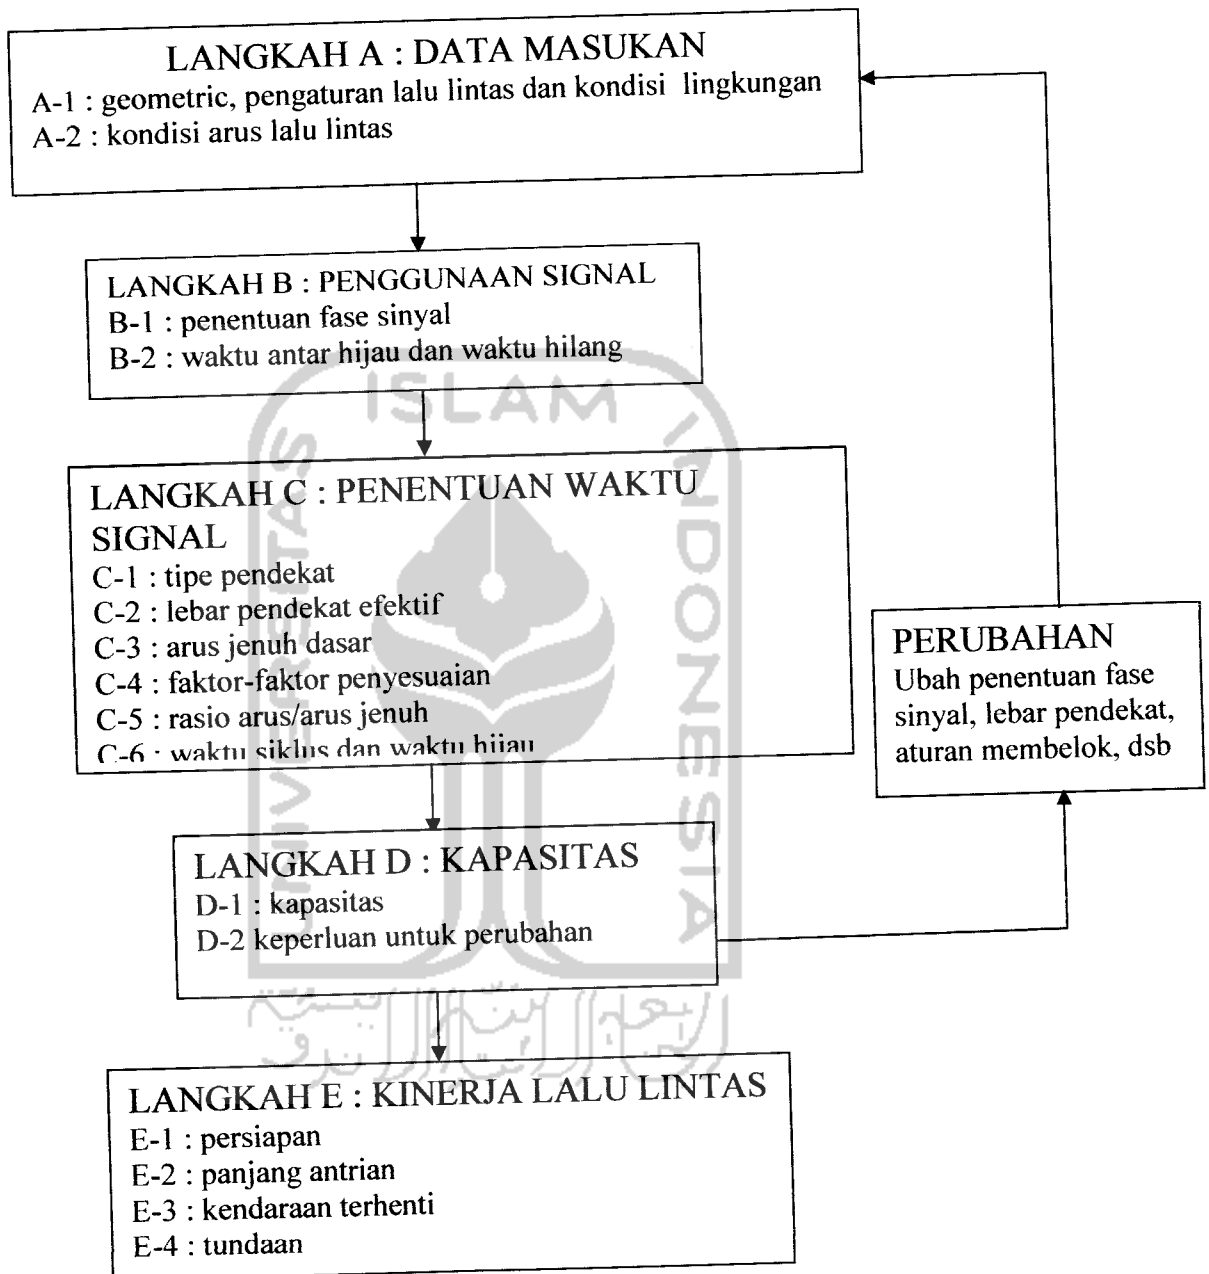 LANGKAH A : DATA MASUKAN
A-1 : geometric, pengaturan lalu lintas dan kondisi lingkungan
A-2 : kondisi arus lalu lintas
LANGKAH B : PENGGUNAAN SIGNAL
B-1 : penentuan fase sinyal
B-2 : waktu antar hijau dan waktu hilang
LANGKAH C : PENENTUAN WAKTU
SIGNAL
C-1 : tipe pendekat
C-2 : lebar pendekat efektif
C-3 : arus jenuh dasar
C-4 : faktor-faktor penyesuaian
C-5 : rasio arus/arus jenuh
C-6 : waktu siklus dan waktu hijau
PERUBAHAN
Ubah penentuan fase
sinyal, lebar pendekat,
aturan membelok, dsb
LANGKAH D : KAPASITAS
D-1 : kapasitas
D-2 keperluan untuk perubahan
LANGKAH E : KINERJA LALU LINTAS
E-1 : persiapan
E-2 : panjang antrian
E-3 : kendaraan terhenti
E-4 : tundaan
UNIVERSITAS
ISLAM
INDONESIA